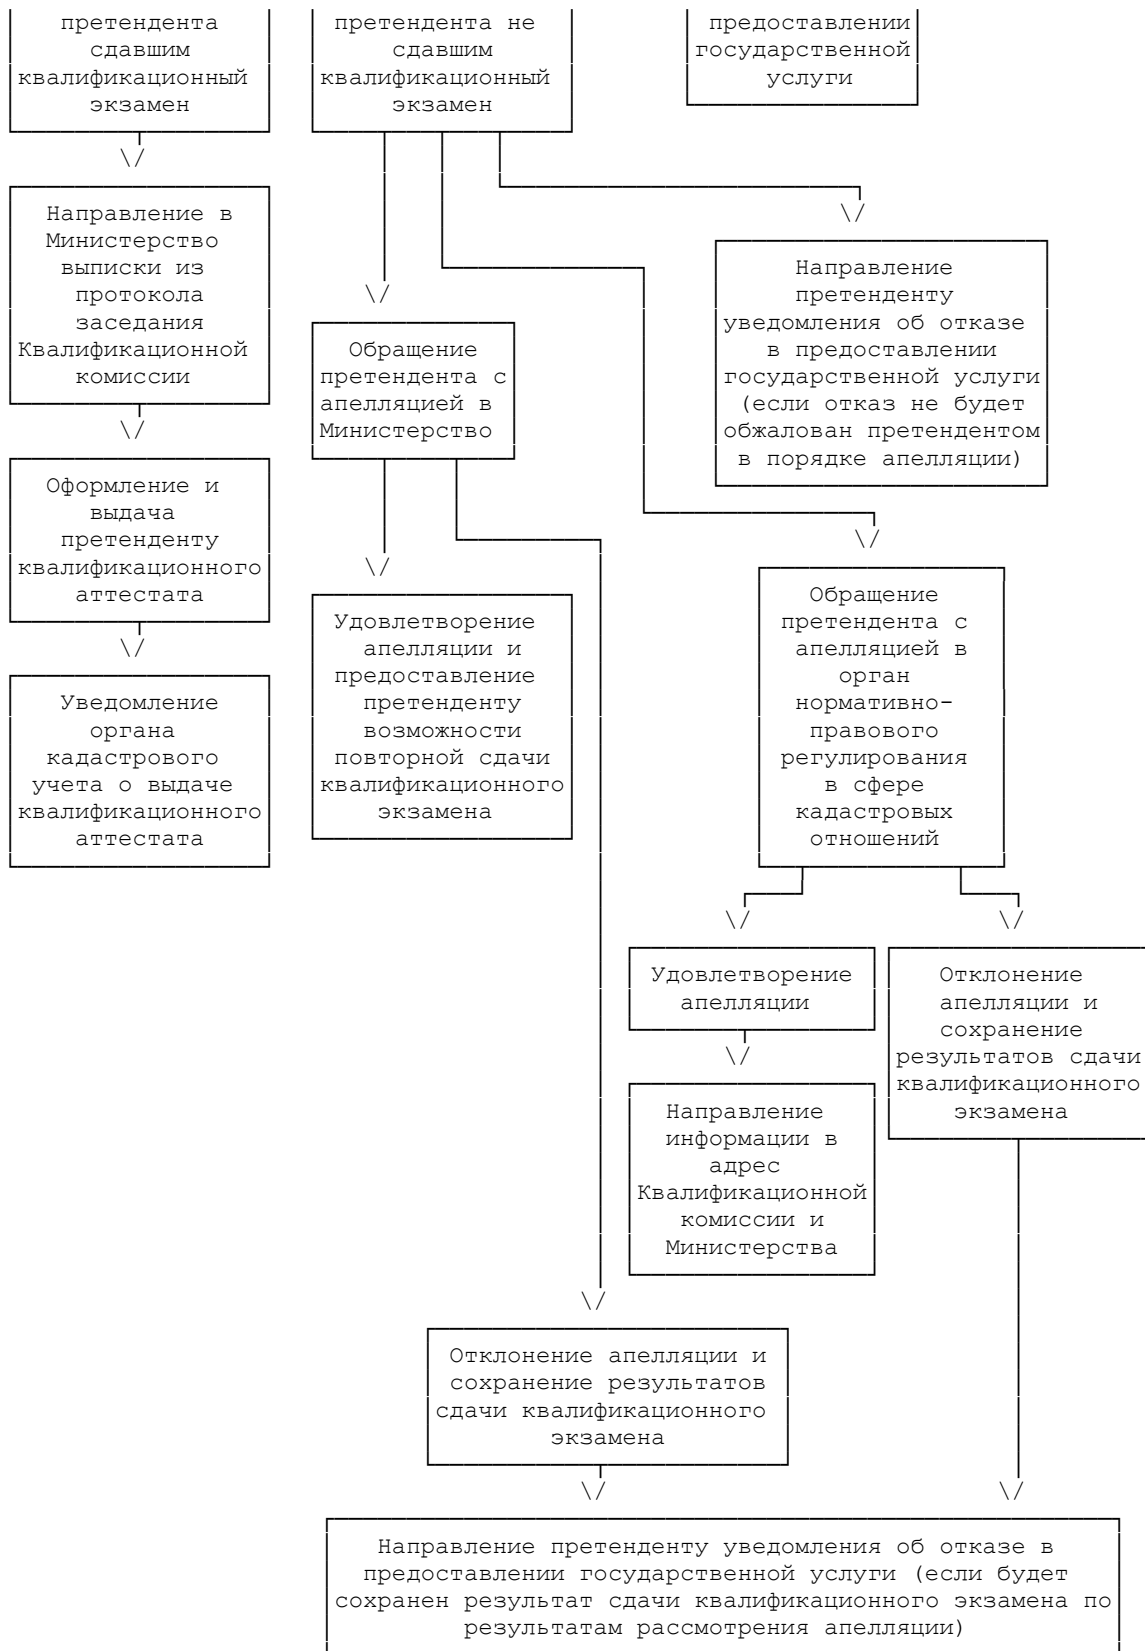 претендента
сдавшим
квалификационный
экзамен
претендента не
сдавшим
квалификационный
экзамен
предоставлении
государственной
услуги
Направление в
Министерство
выписки из
протокола
заседания
Квалификационной
комиссии
Направление
претенденту
уведомления об отказе
в предоставлении
государственной услуги
(если отказ не будет
обжалован претендентом
в порядке апелляции)
Обращение
претендента с
апелляцией в
Министерство
Оформление и
выдача
претенденту
квалификационного
аттестата
Удовлетворение
апелляции и
предоставление
претенденту
возможности
повторной сдачи
квалификационного
экзамена
Обращение
претендента с
апелляцией в
орган
нормативно-
правового
регулирования
в сфере
кадастровых
отношений
Уведомление
органа
кадастрового
учета о выдаче
квалификационного
аттестата
Удовлетворение
апелляции
Отклонение
апелляции и
сохранение
результатов сдачи
квалификационного
экзамена
Направление
информации в
адрес
Квалификационной
комиссии и
Министерства
Отклонение апелляции и
сохранение результатов
сдачи квалификационного
экзамена
Направление претенденту уведомления об отказе в
предоставлении государственной услуги (если будет
сохранен результат сдачи квалификационного экзамена по
результатам рассмотрения апелляции)